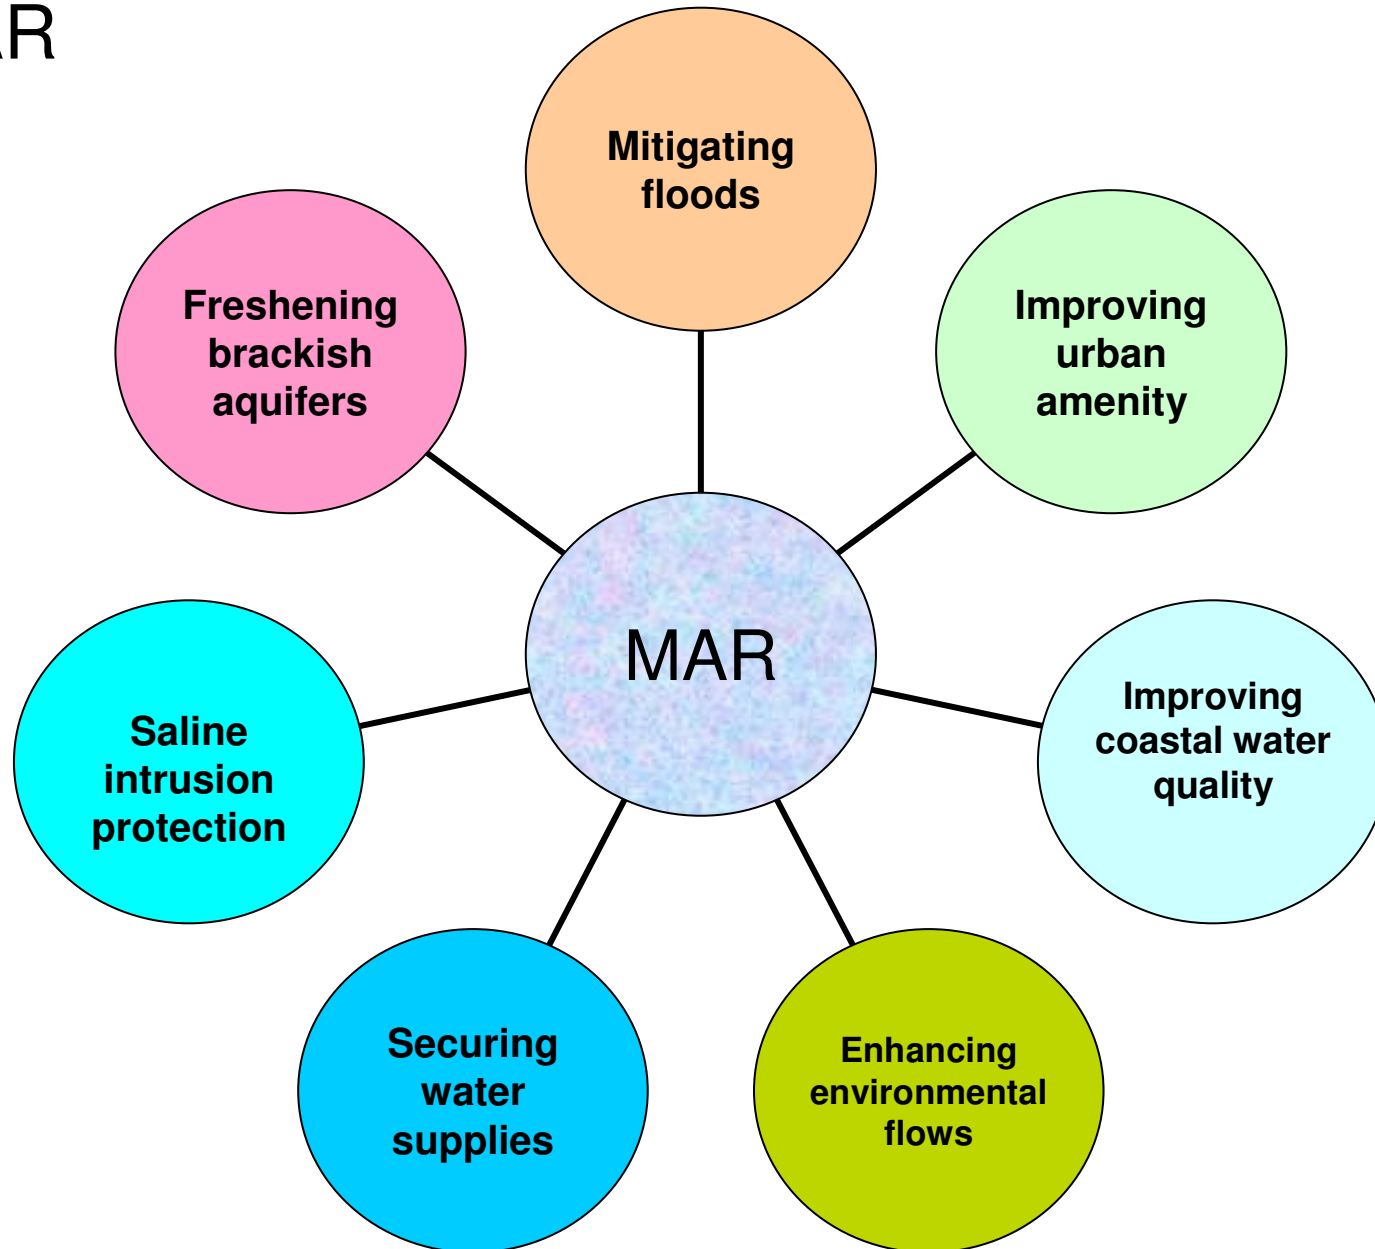 AR
Mitigating
floods
Freshening
brackish
aquifers
Improving
urban
amenity
MAR
Saline
intrusion
protection
Improving
coastal water
quality
Securing
water
supplies
Enhancing
environmental
flows